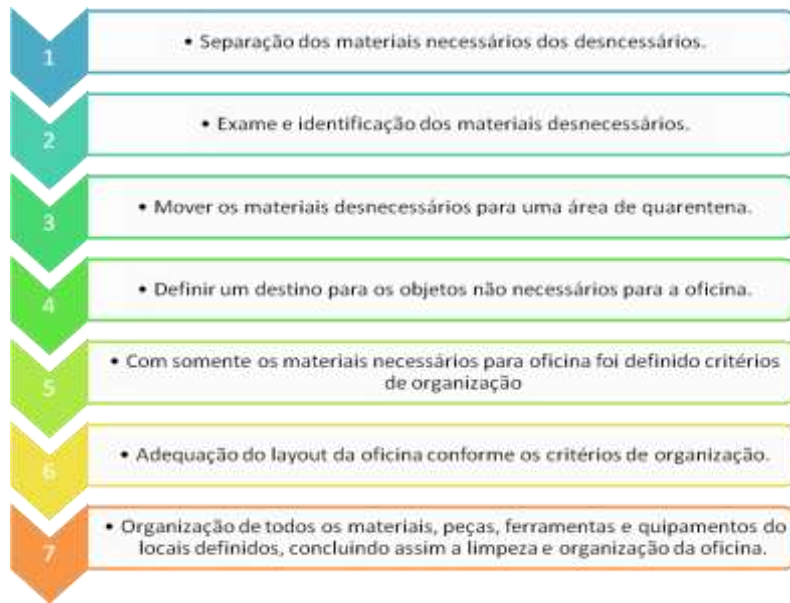 1
• Separação dos materiais necessários dos desncessários.
2
• Exame e identificação dos materiais desnecessários.
3
• Mover os materiais desnecessários para uma área de quarentena.
4
• Definir um destino para os objetos não necessários para a oficina.
5
• Com somente os materiais necessários para oficina foi definido critérios
de organização
6
• Adequação do layout da oficina conforme os critérios de organização.
7
• Organização de todos os materiais, peças, ferramentas e quipamentos do
locais definidos, concluindo assim a limpeza e organização da oficina.